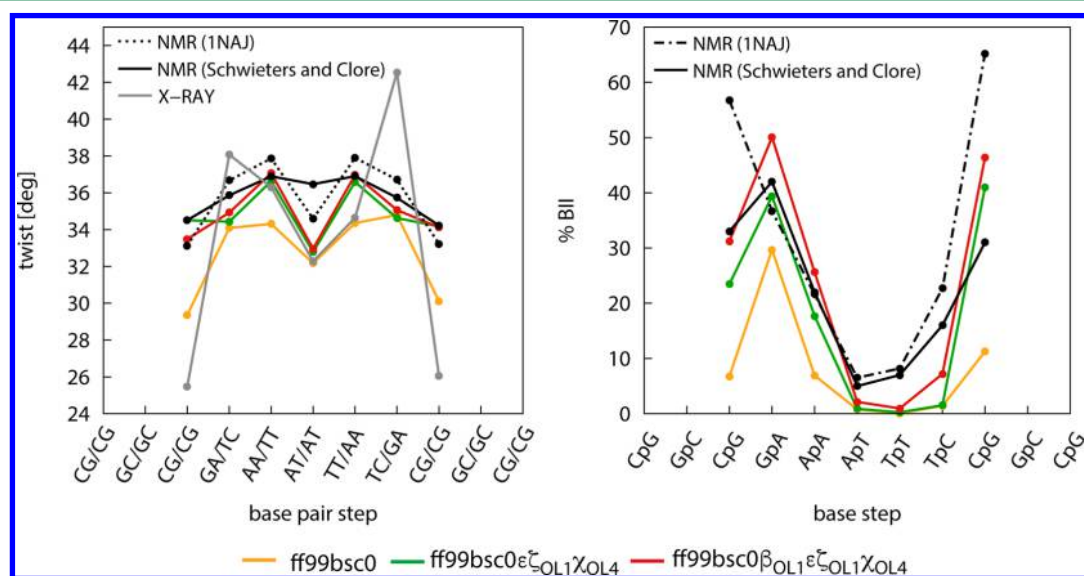 44
42
40
38
36
34
32
30
28
26
24
twist [deg]
NMR (1NAJ)
NMR (Schwieters and Clore)
X−RAY
CG/CG
GC/GC
CG/CG
GA/TC
AA/TT
AT/AT
TT/AA
TC/GA
CG/CG
GC/GC
CG/CG
base pair step
70
60
50
40
30
20
10
0
% BII
NMR (1NAJ)
NMR (Schwieters and Clore)
CpG
GpC
CpG
GpA
ApA
ApT
TpT
TpC
CpG
GpC
CpG
base step
ff99bsc0 ff99bsc0εζOL1χOL4 ff99bsc0βOL1εζOL1χOL4